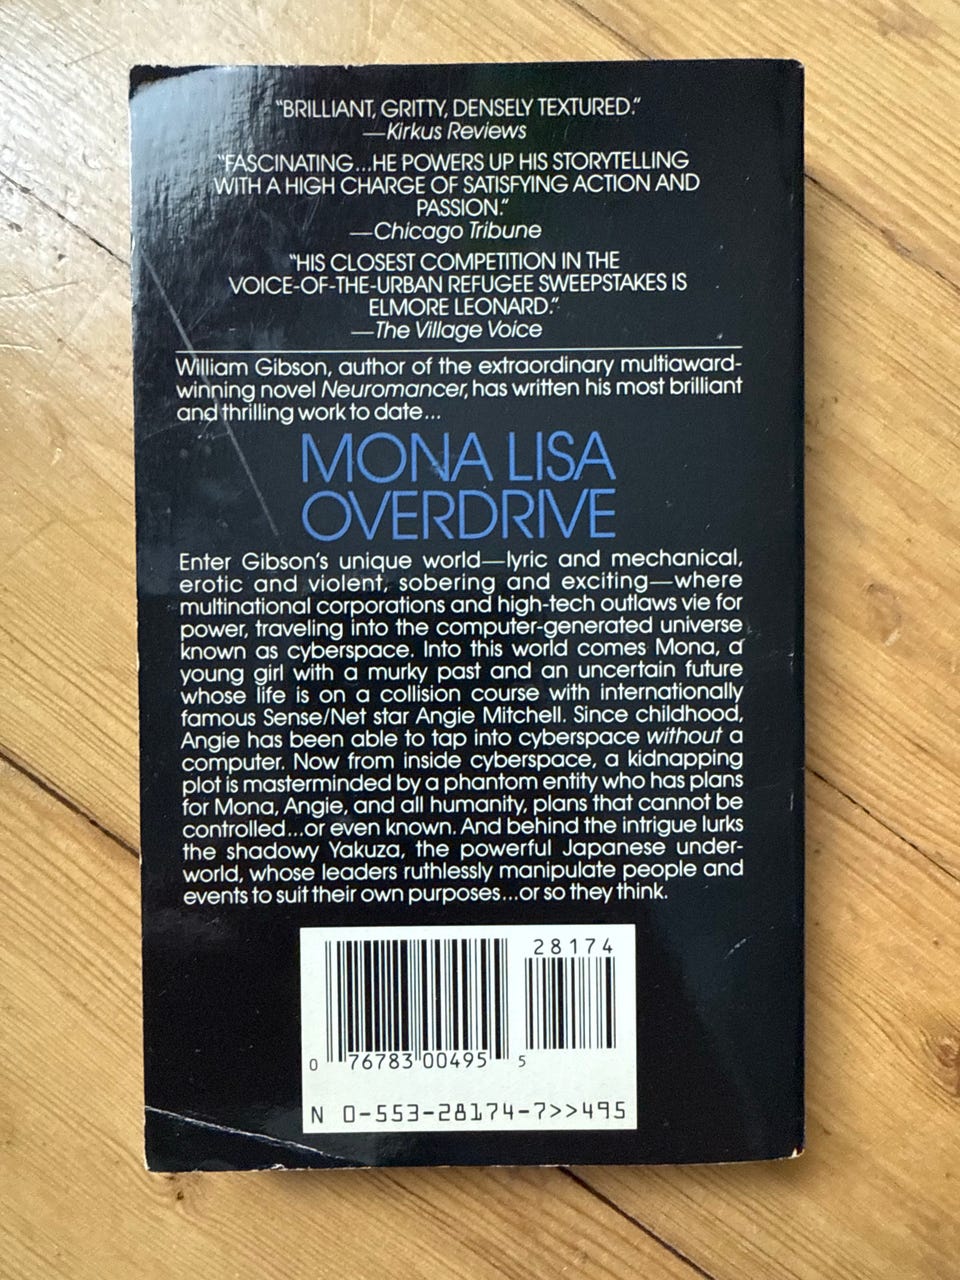 "BRILLIANT, GRITTY, DENSELY TEXTURED."
—Kirkus Reviews
"FASCINATING...HE POWERS UP HIS STORYTELLING
WITH A HIGH CHARGE OF SATISFYING ACTION AND
PASSION."
—Chicago Tribune
"HIS CLOSEST COMPETITION IN THE
VOICE-OF-THE-URBAN REFUGEE SWEEPSTAKES IS
ELMORE LEONARD."
—The Village Voice
William Gibson, author of the extraordinary multiaward-
winning novel Neuromancer, has written his most brilliant
and thrilling work to date...
MONA LISA
OVERDRIVE
Enter Gibson's unique world—lyric and mechanical,
erotic and violent, sobering and exciting—where
multinational corporations and high-tech outlaws vie for
power, traveling into the computer-generated universe
known as cyberspace. Into this world comes Mona, a
young girl with a murky past and an uncertain future
whose life is on a collision course with internationally
famous Sense/Net star Angie Mitchell. Since childhood,
Angie has been able to tap into cyberspace without a
computer. Now from inside cyberspace, a kidnapping
plot is masterminded by a phantom entity who has plans
for Mona, Angie, and all humanity, plans that cannot be
controlled...or even known. And behind the intrigue lurks
the shadowy Yakuza, the powerful Japanese under-
world, whose leaders ruthlessly manipulate people and
events to suit their own purposes...or so they think.
28174
0 76783 00495 5
N 0-553-28174-7>>495